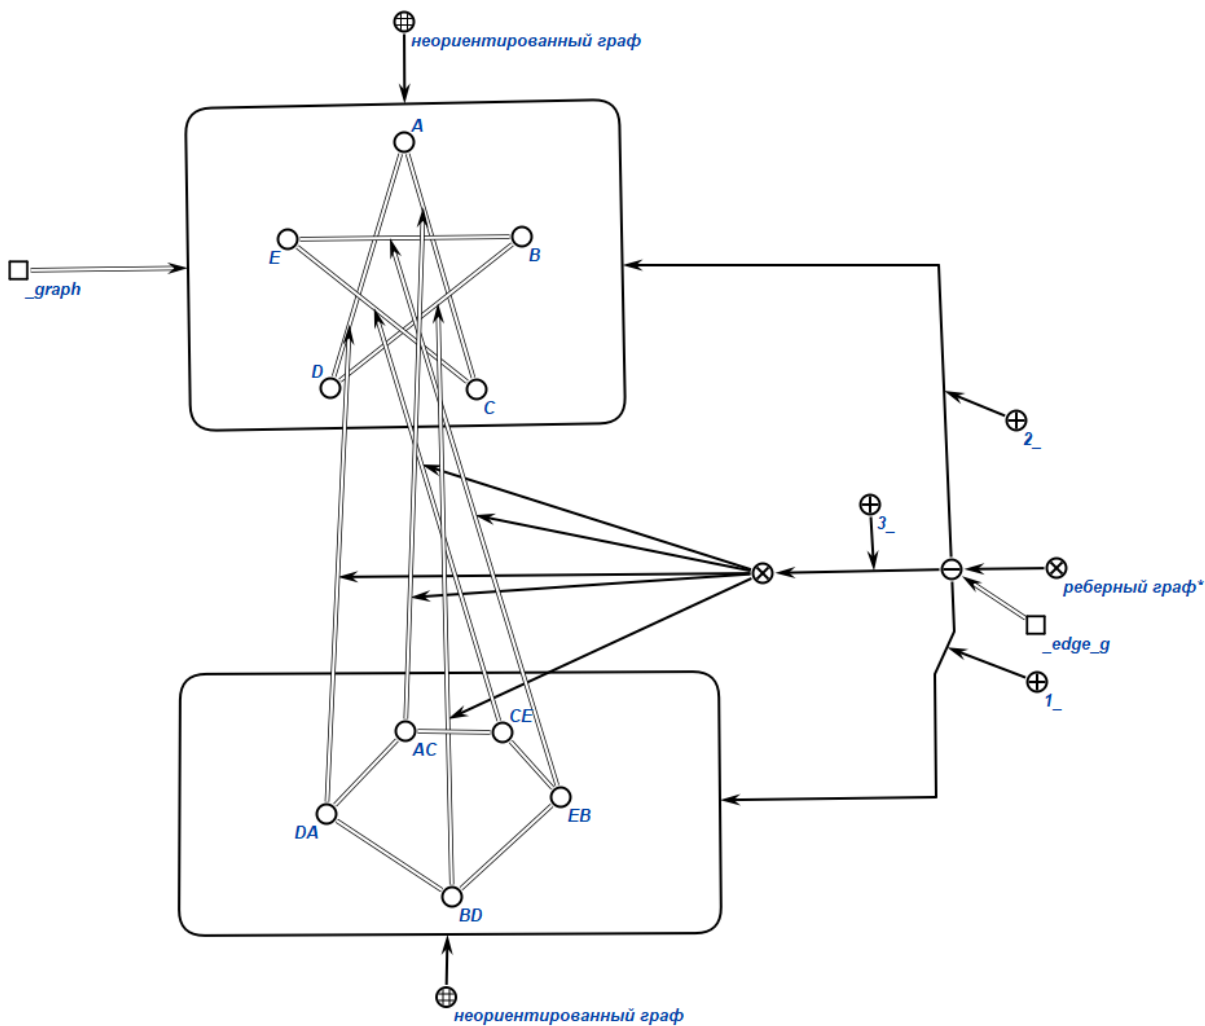 неориентированный граф
A
E
B
_graph
D
C
2_
3_
реберный граф*
_edge_g
1_
CE
AC
EB
DA
BD
неориентированный граф